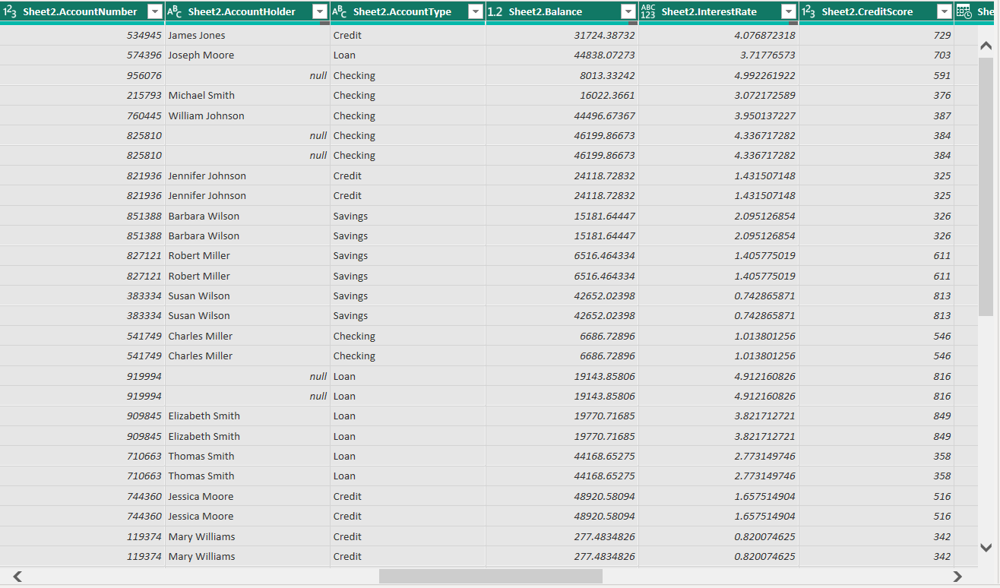 1²3 Sheet2.AccountNumber ABC Sheet2.AccountHolder ABC Sheet2.AccountType 1.2 Sheet2.Balance ABC 123 Sheet2.InterestRate 1²3 Sheet2.CreditScore She
534945 James Jones Credit 31724.38732 4.076872318 729
574396 Joseph Moore Loan 44838.07273 3.71776573 703
956076 null Checking 8013.33242 4.992261922 591
215793 Michael Smith Checking 16022.3661 3.072172589 376
760445 William Johnson Checking 44496.67367 3.950137227 387
825810 null Checking 46199.86673 4.336717282 384
825810 null Checking 46199.86673 4.336717282 384
821936 Jennifer Johnson Credit 24118.72832 1.431507148 325
821936 Jennifer Johnson Credit 24118.72832 1.431507148 325
851388 Barbara Wilson Savings 15181.64447 2.095126854 326
851388 Barbara Wilson Savings 15181.64447 2.095126854 326
827121 Robert Miller Savings 6516.464334 1.405775019 611
827121 Robert Miller Savings 6516.464334 1.405775019 611
383334 Susan Wilson Savings 42652.02398 0.742865871 813
383334 Susan Wilson Savings 42652.02398 0.742865871 813
541749 Charles Miller Checking 6686.72896 1.013801256 546
541749 Charles Miller Checking 6686.72896 1.013801256 546
919994 null Loan 19143.85806 4.912160826 816
919994 null Loan 19143.85806 4.912160826 816
909845 Elizabeth Smith Loan 19770.71685 3.821712721 849
909845 Elizabeth Smith Loan 19770.71685 3.821712721 849
710663 Thomas Smith Loan 44168.65275 2.773149746 358
710663 Thomas Smith Loan 44168.65275 2.773149746 358
744360 Jessica Moore Credit 48920.58094 1.657514904 516
744360 Jessica Moore Credit 48920.58094 1.657514904 516
119374 Mary Williams Credit 277.4834826 0.820074625 342
119374 Mary Williams Credit 277.4834826 0.820074625 342